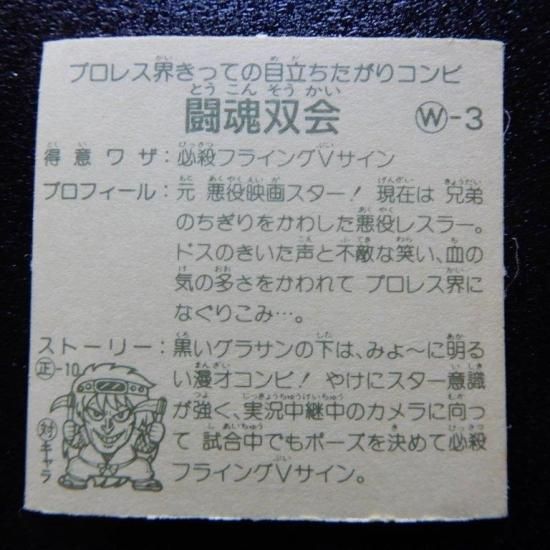 プロレス界きっての目立ちたがりコンビ
闘魂双会 Ⓦ-3
得意ワザ:必殺フライングVサイン
プロフィール:元 悪役映画スター! 現在は 兄弟
のちぎりをかわした悪役レスラー。
ドスのきいた声と不敵な笑い、血の
気の多さをかわれて プロレス界に
なぐりこみ…。
ストーリー:黒いグラサンの下は、みょ〜に明る
い漫才コンビ! やけにスター意識
が強く、実況中継中のカメラに向っ
て 試合中でもポーズを決めて必殺
フライングVサイン。
㊣-10
対キャラ